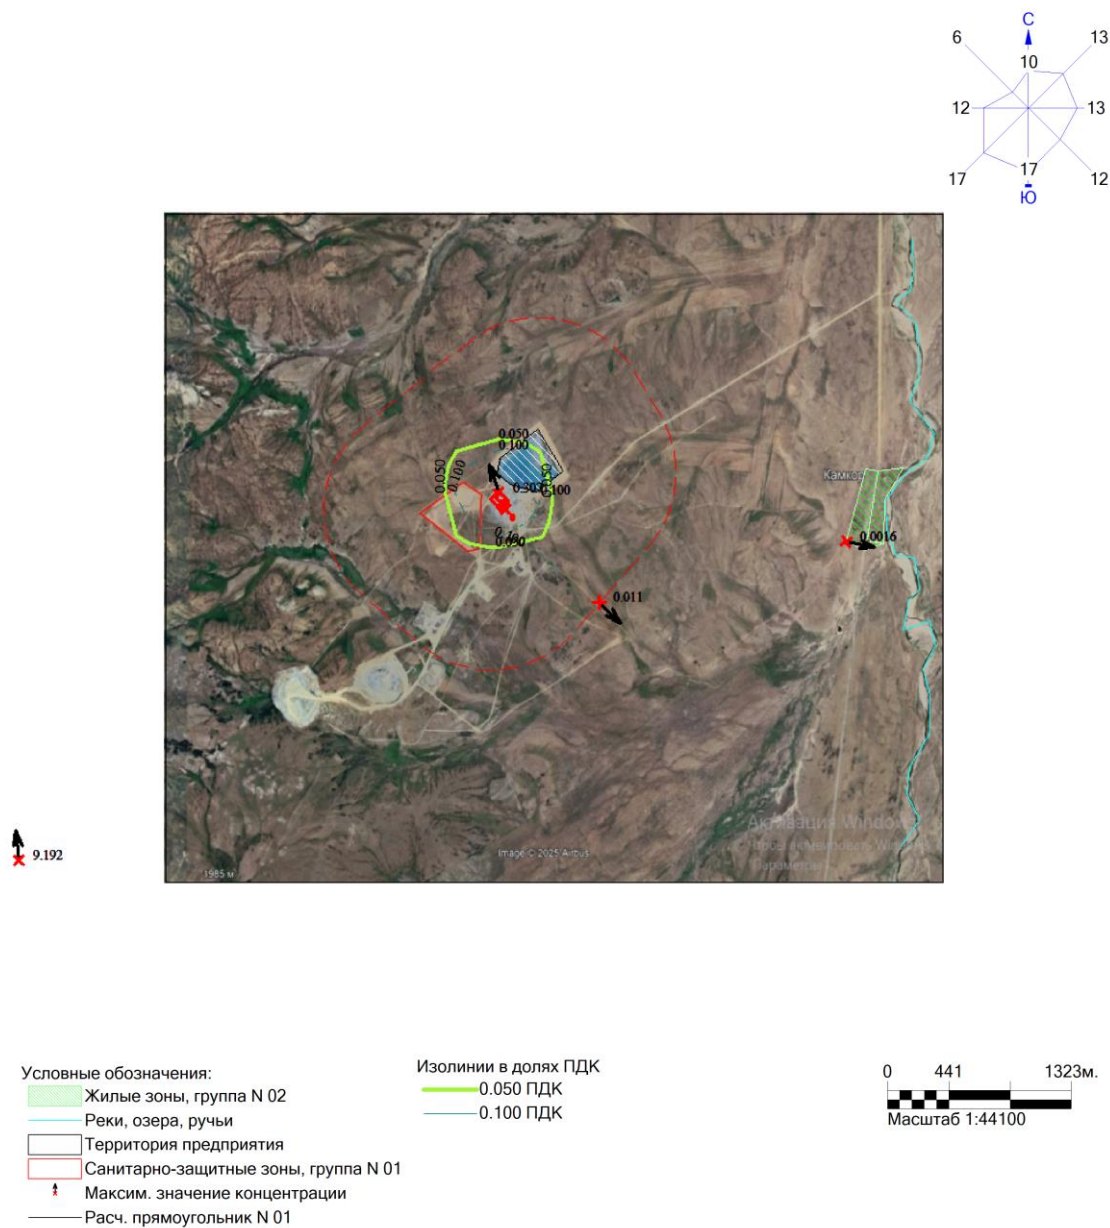 С
6
13
10
12
13
17
17
12
Ю
0.050
0.100
0.050
0.100
0.100
Камкор
0.0016
0.011
9.192
Активация Windows
Image © 2025 Airbus
1985 м
Условные обозначения:
Жилые зоны, группа N 02
Реки, озера, ручьи
Территория предприятия
Санитарно-защитные зоны, группа N 01
Максим. значение концентрации
Расч. прямоугольник N 01
Изолинии в долях ПДК
0.050 ПДК
0.100 ПДК
0 441 1323м.
Масштаб 1:44100